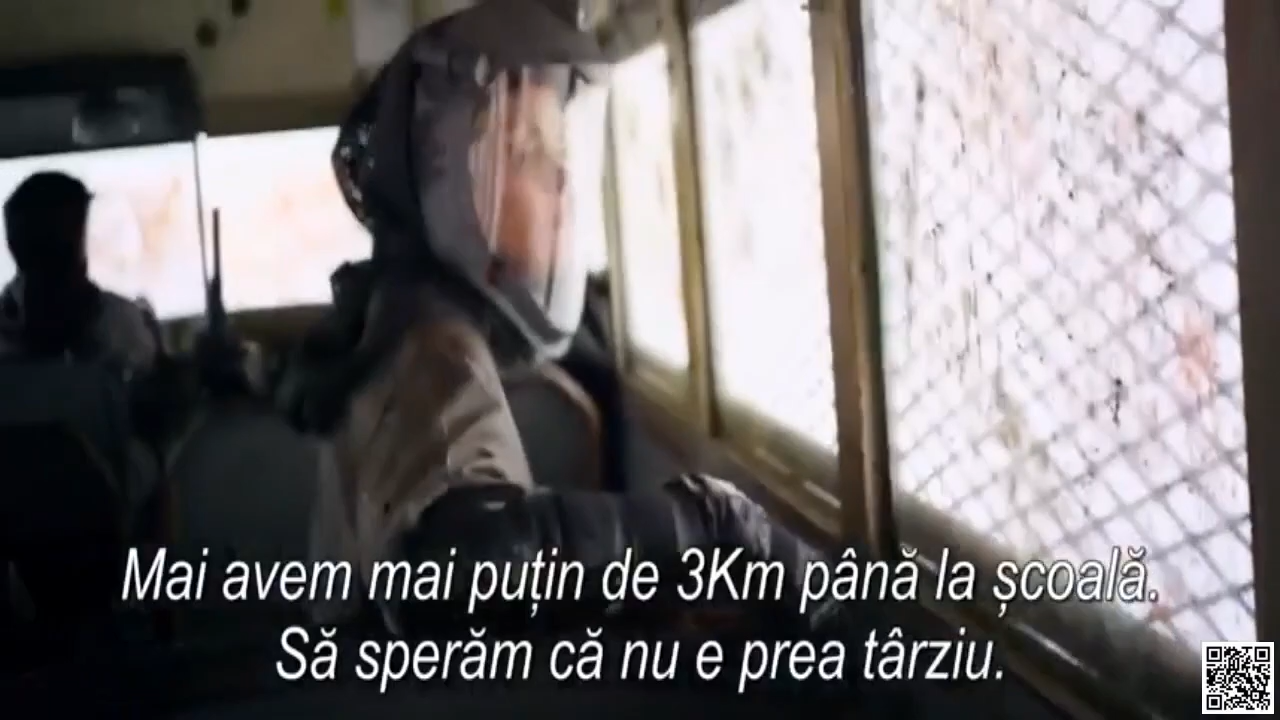 Mai avem mai puțin de 3Km până la școală.
Să sperăm că nu e prea târziu.